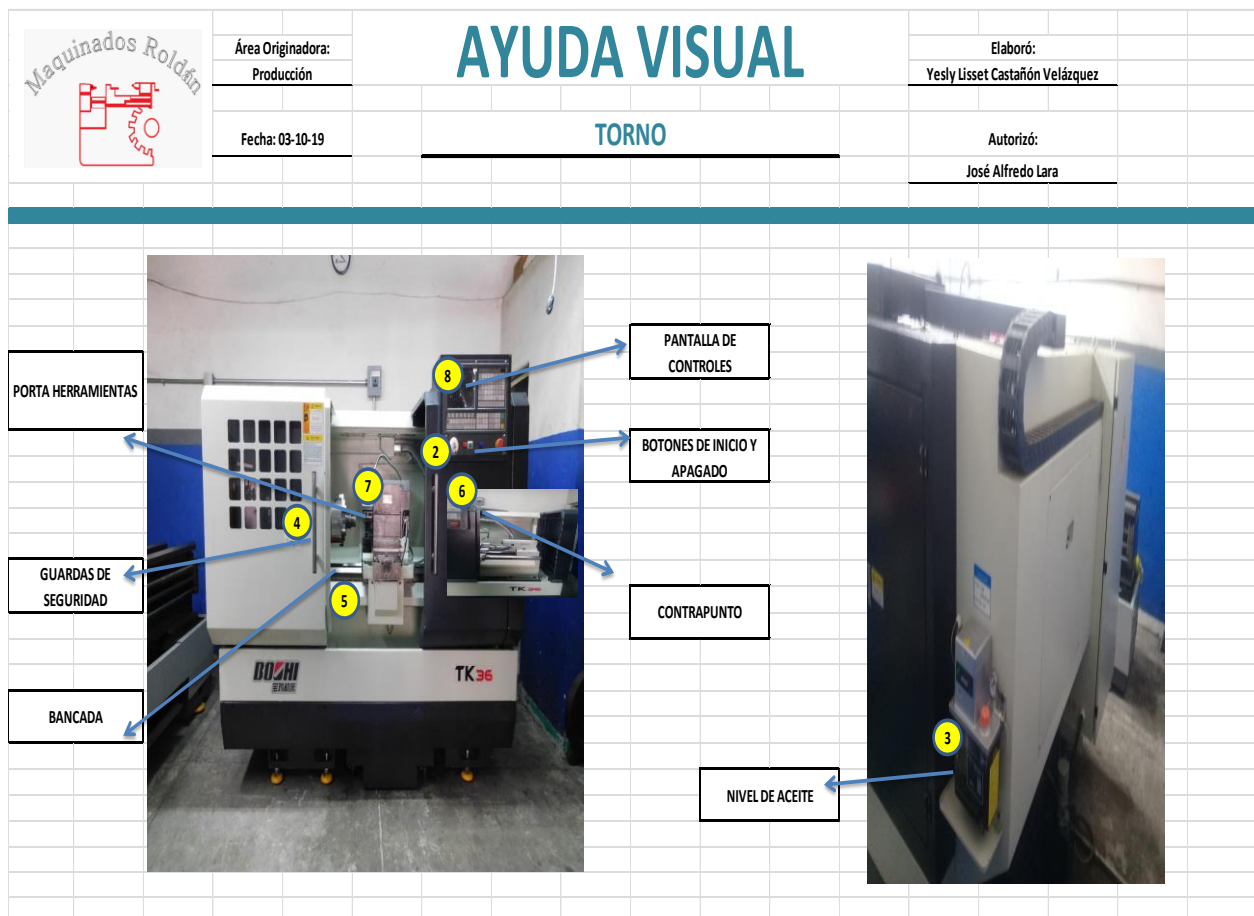 Maquinados Roldán
Área Originadora:
Producción
Fecha: 03-10-19
AYUDA VISUAL
TORNO
Elaboró:
Yesly Lisset Castañón Velázquez
Autorizó:
José Alfredo Lara
PORTA HERRAMIENTAS
GUARDAS DE
SEGURIDAD
BANCADA
PANTALLA DE
CONTROLES
BOTONES DE INICIO Y
APAGADO
CONTRAPUNTO
NIVEL DE ACEITE
8
2
7
6
4
5
3
TK36
BOSHI
TK36